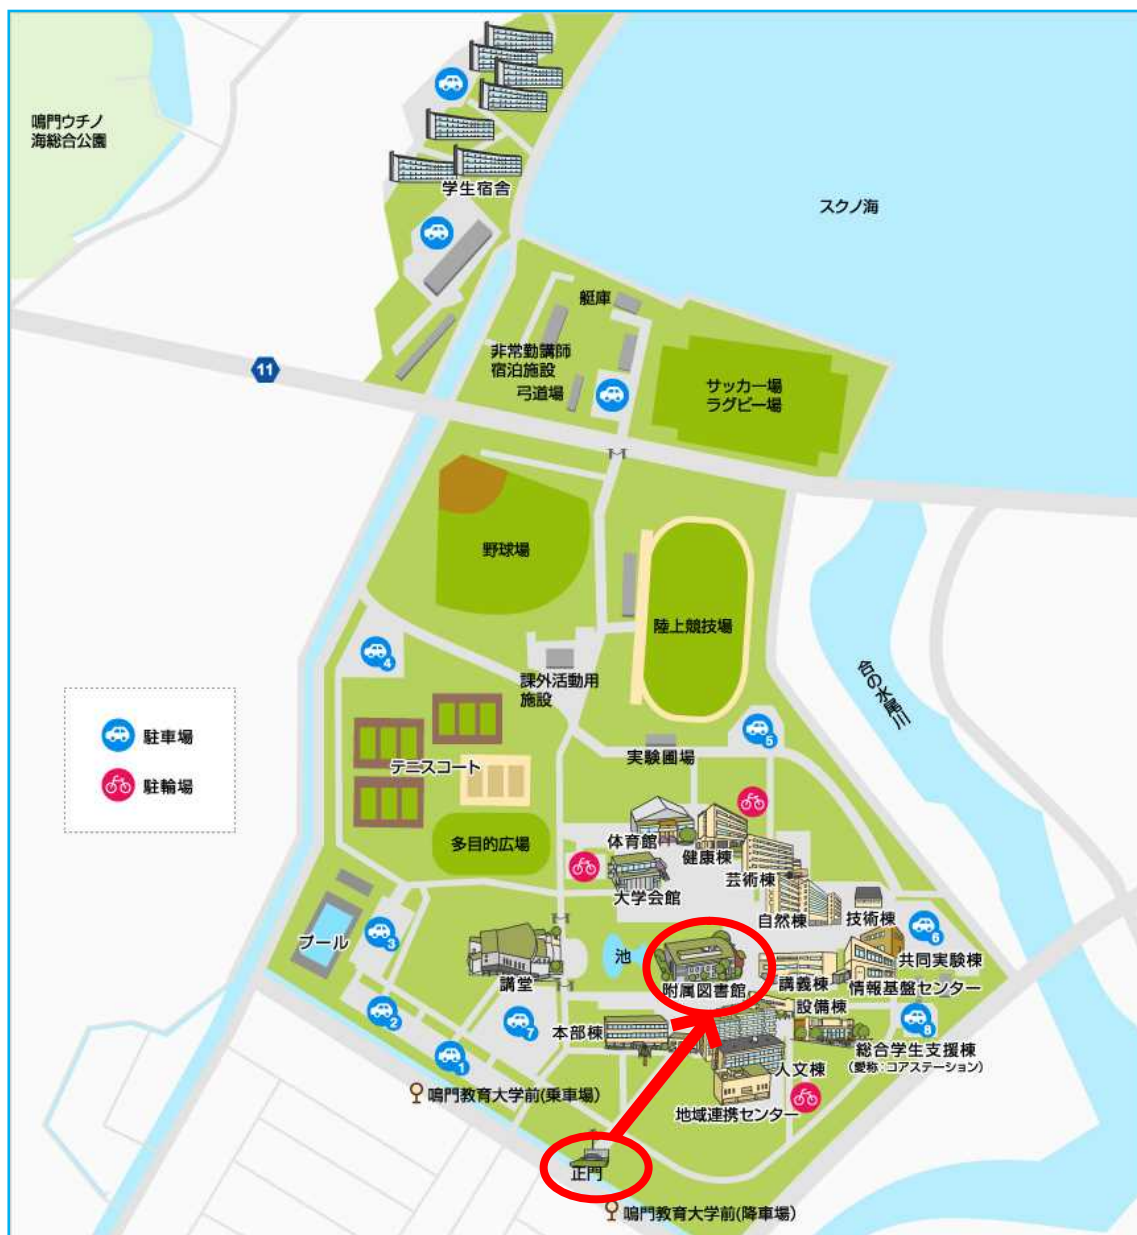 鳴門ウチノ
海総合公園
学生宿舎
スクノ海
艇庫
非常勤講師
宿泊施設
弓道場
サッカー場
ラグビー場
11
野球場
陸上競技場
4
課外活動用
施設
合の水尾川
駐車場
駐輪場
テニスコート
実験圃場
5
多目的広場
体育館
健康棟
大学会館
芸術棟
自然棟
技術棟
6
プール
3
講堂
池
附属図書館
講義棟
共同実験棟
情報基盤センター
2
7
本部棟
設備棟
8
総合学生支援棟
(愛称:コアステーション)
1
人文棟
鳴門教育大学前(乗車場)
地域連携センター
正門
鳴門教育大学前(降車場)